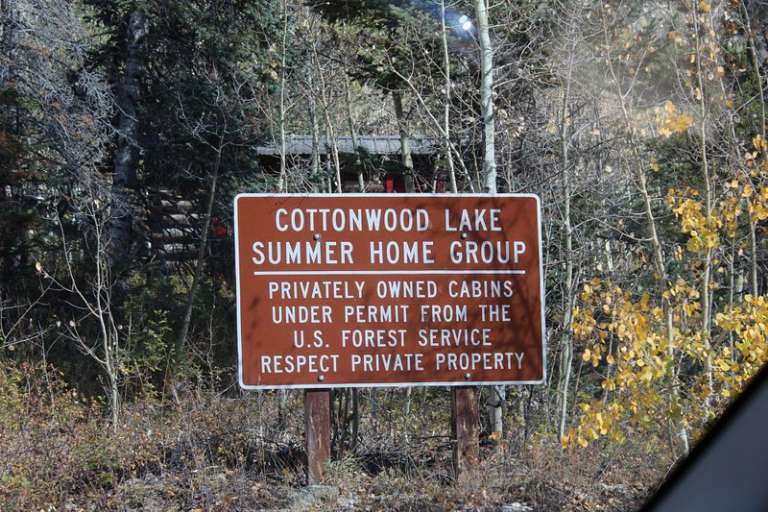 COTTONWOOD LAKE
SUMMER HOME GROUP
PRIVATELY OWNED CABINS
UNDER PERMIT FROM THE
U.S. FOREST SERVICE
RESPECT PRIVATE PROPERTY